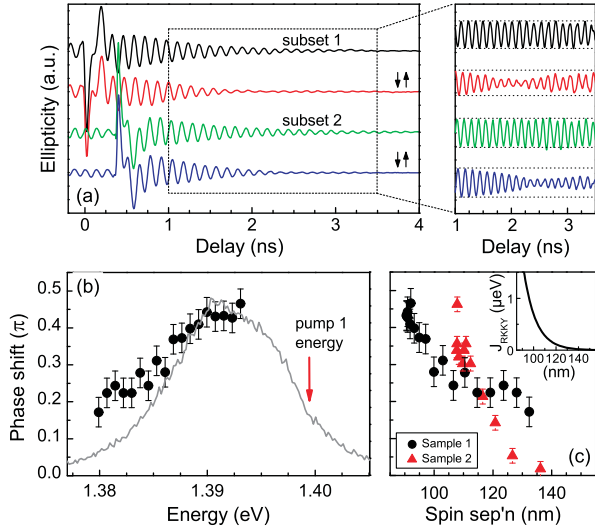 subset 1
subset 2
Ellipticity (a.u.)
(a)
0 1 2 3 4
Delay (ns)
1 2 3
Delay (ns)
(b)
pump 1
energy
Phase shift (π)
0.0
0.1
0.2
0.3
0.4
0.5
1.38 1.39 1.40
Energy (eV)
J RKKY (μeV)
0
1
100 120 140
(nm)
Sample 1
Sample 2
(c)
100 120 140
Spin sep'n (nm)